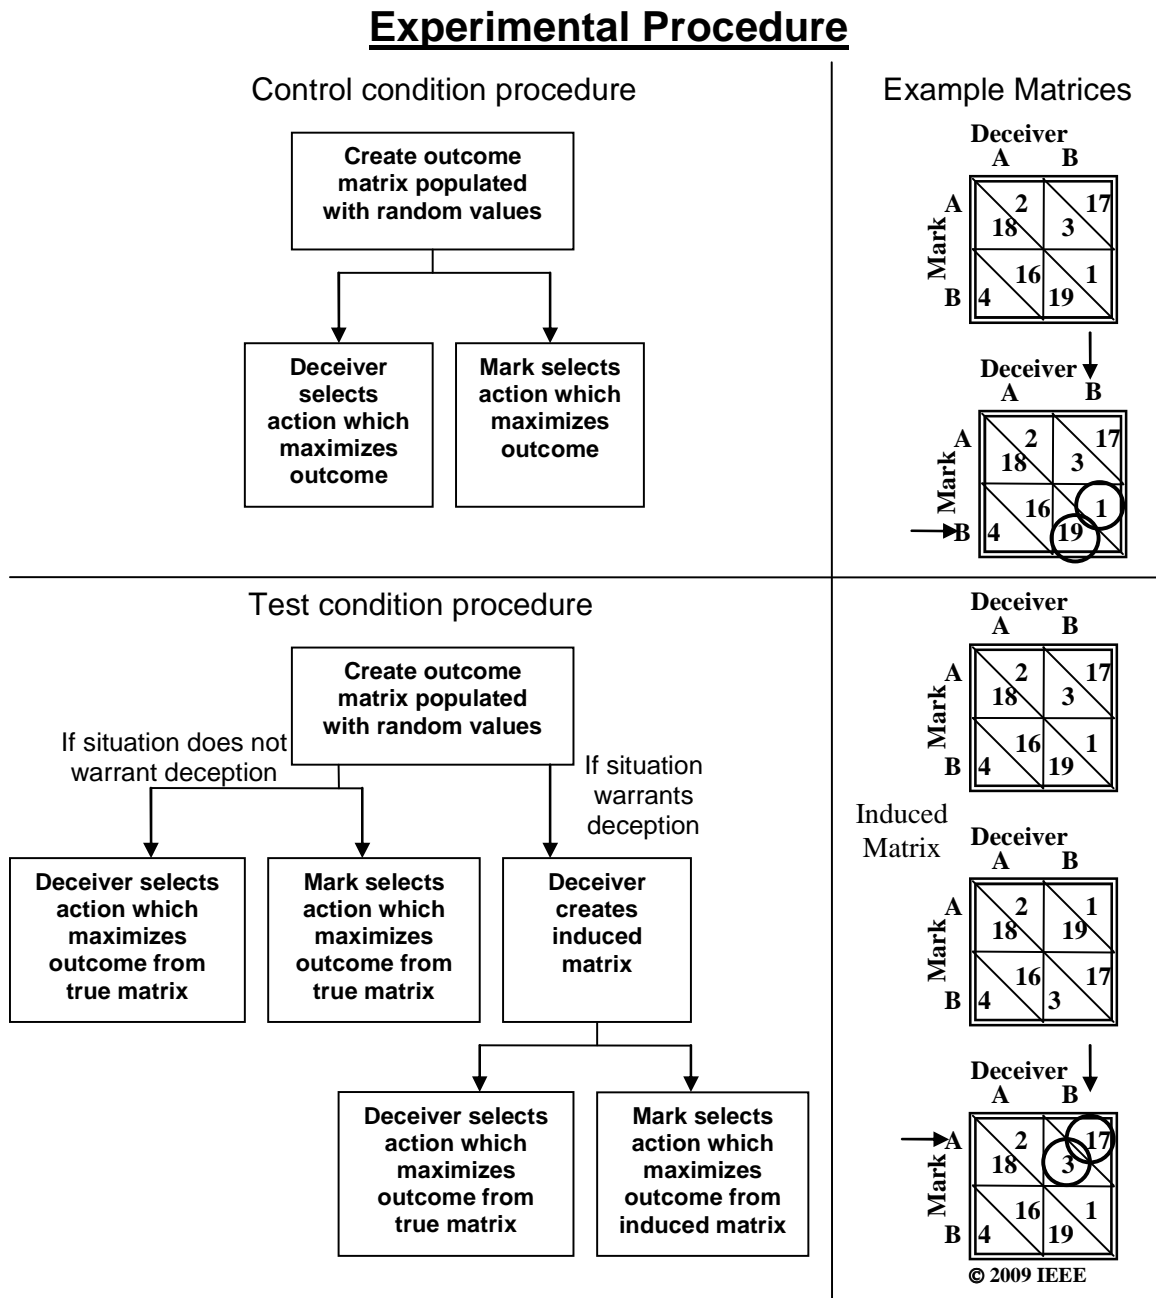 Experimental Procedure
Control condition procedure
Create outcome
matrix populated
with random values
Deceiver
selects
action which
maximizes
outcome
Mark selects
action which
maximizes
outcome
Example Matrices
Deceiver
A B
Mark
A 2 17
18 3
16 1
B 4 19
Deceiver
A B
Mark
A 2 17
18 3
16 1
B 4 19
Test condition procedure
Create outcome
matrix populated
with random values
If situation does not
warrant deception
If situation
warrants
deception
Deceiver selects
action which
maximizes
outcome from
true matrix
Mark selects
action which
maximizes
outcome from
true matrix
Deceiver
creates
induced
matrix
Deceiver selects
action which
maximizes
outcome from
true matrix
Mark selects
action which
maximizes
outcome from
induced matrix
Deceiver
A B
Mark
A 2 17
18 3
16 1
B 4 19
Induced
Matrix
Deceiver
A B
Mark
A 2 1
18 19
16 17
B 4 3
Deceiver
A B
Mark
A 2 17
18 3
16 1
B 4 19
© 2009 IEEE